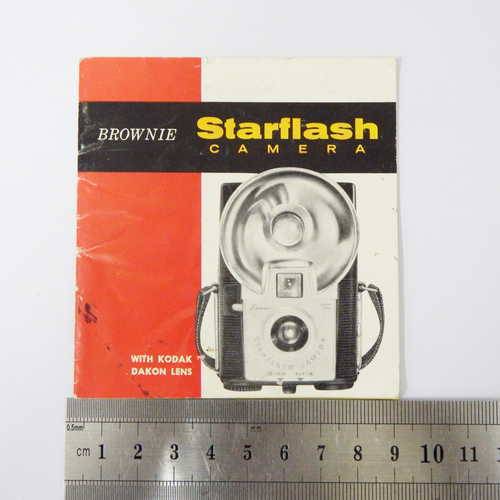 BROWNIE Starflash
CAMERA
WITH KODAK
DAKON LENS
0.5mm
cm 1 2 3 4 5 6 7 8 9 10 11